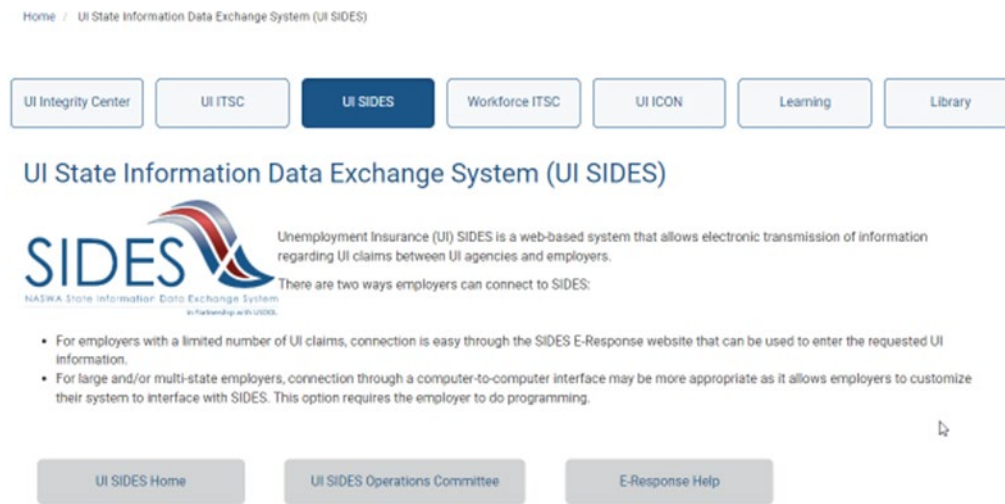 Home / UI State Information Data Exchange System (UI SIDES)
UI Integrity Center
UI ITSC
UI SIDES
Workforce ITSC
UI ICON
Learning
Library
UI State Information Data Exchange System (UI SIDES)
SIDES
NASWA State Information Data Exchange System
in Partnership with USDOL
Unemployment Insurance (UI) SIDES is a web-based system that allows electronic transmission of information
regarding UI claims between UI agencies and employers.
There are two ways employers can connect to SIDES:
• For employers with a limited number of UI claims, connection is easy through the SIDES E-Response website that can be used to enter the requested UI
information.
• For large and/or multi-state employers, connection through a computer-to-computer interface may be more appropriate as it allows employers to customize
their system to interface with SIDES. This option requires the employer to do programming.
UI SIDES Home
UI SIDES Operations Committee
E-Response Help